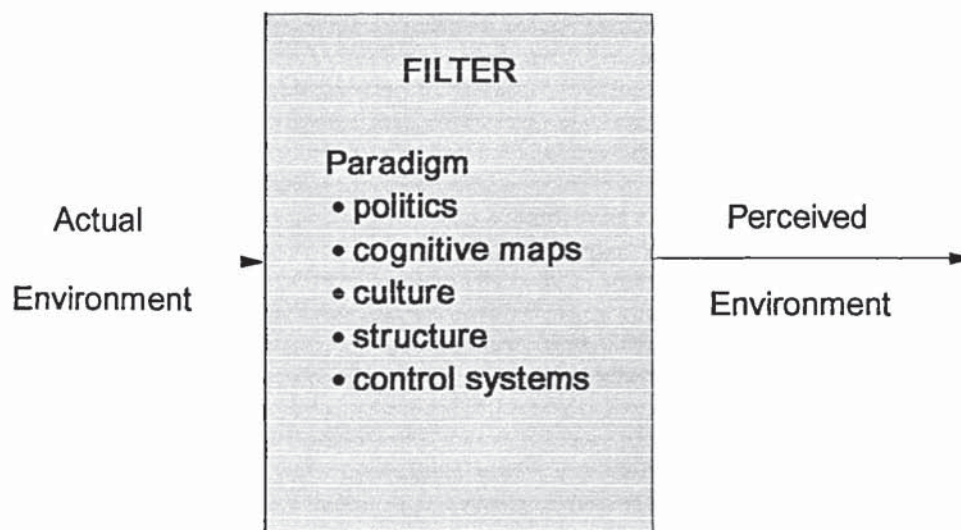 FILTER
Paradigm
• politics
• cognitive maps
• culture
• structure
• control systems
Actual
Environment
Perceived
Environment